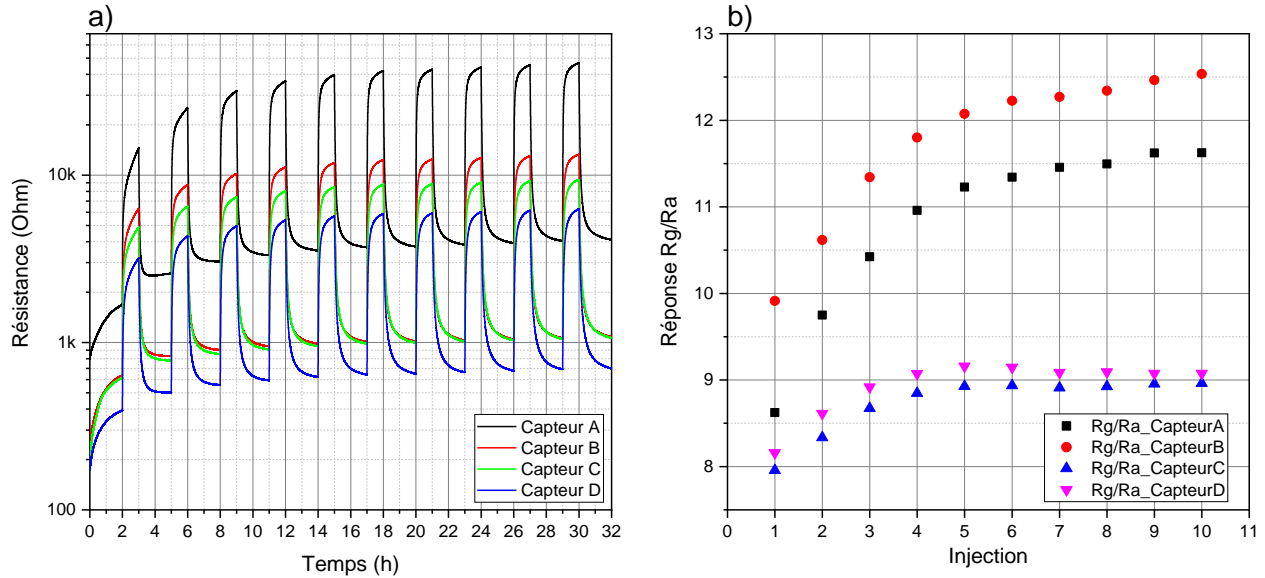 a)
Résistance (Ohm)
10k
1k
100
0 2 4 6 8 10 12 14 16 18 20 22 24 26 28 30 32
Temps (h)
Capteur A
Capteur B
Capteur C
Capteur D
b)
Réponse Rg/Ra
13
12
11
10
9
8
0 1 2 3 4 5 6 7 8 9 10 11
Injection
Rg/Ra_CapteurA
Rg/Ra_CapteurB
Rg/Ra_CapteurC
Rg/Ra_CapteurD